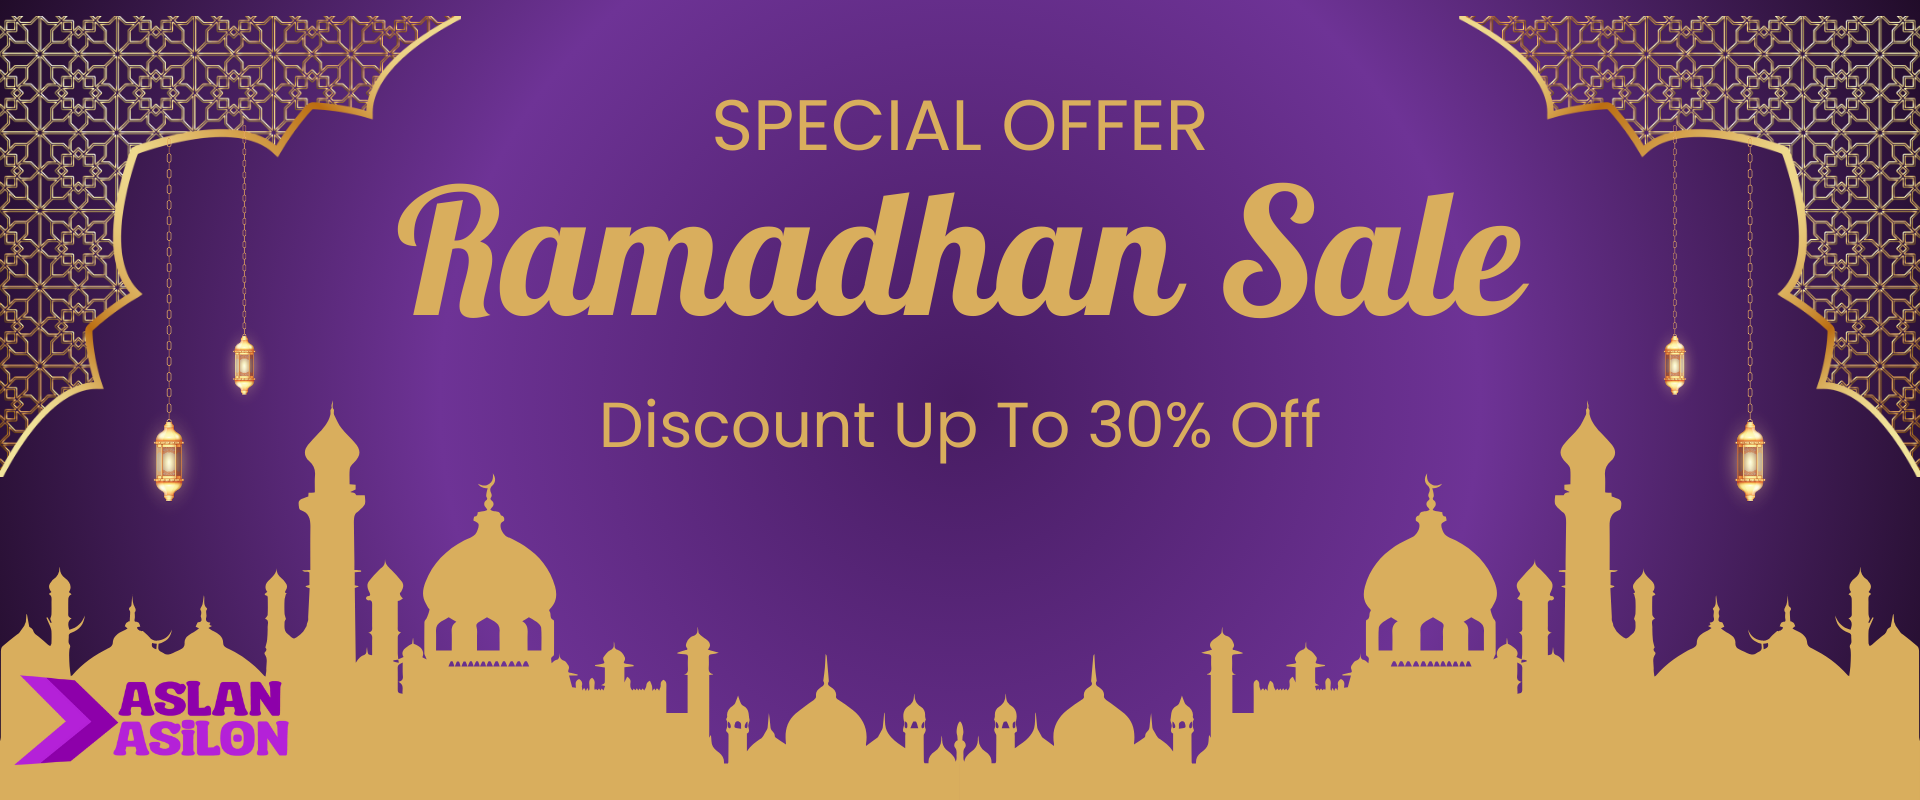 SPECIAL OFFER
Ramadhan Sale
Discount Up To 30% Off
ASLAN
ASiLON